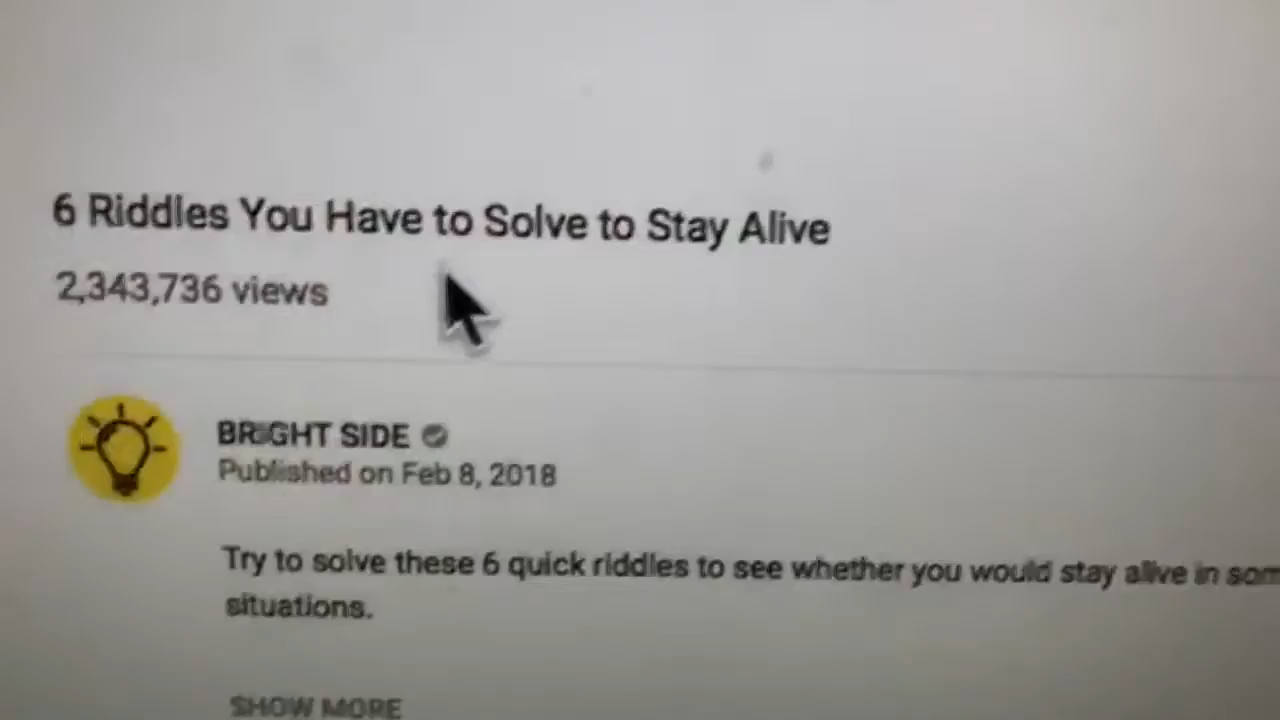 6 Riddles You Have to Solve to Stay Alive
2,343,736 views
BRIGHT SIDE
Published on Feb 8, 2018
Try to solve these 6 quick riddles to see whether you would stay alive in
situations.
SHOW MORE